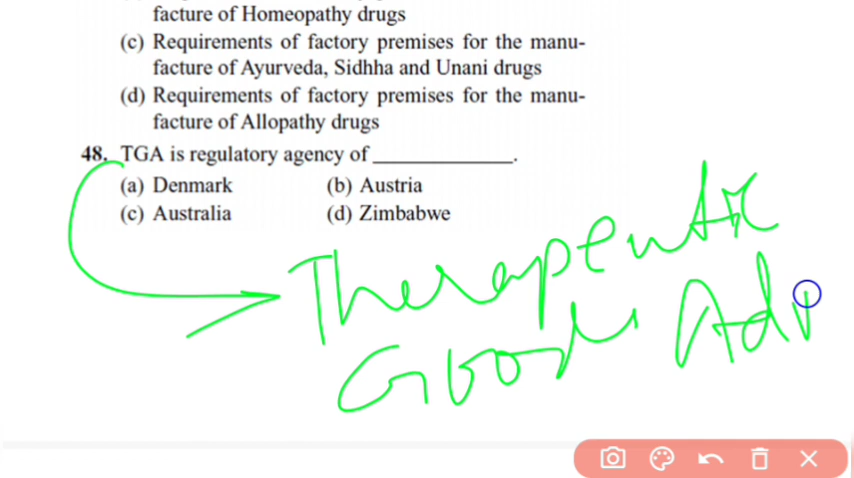 facture of Homeopathy drugs
(c) Requirements of factory premises for the manu-
facture of Ayurveda, Sidhha and Unani drugs
(d) Requirements of factory premises for the manu-
facture of Allopathy drugs
48. TGA is regulatory agency of ____________.
(a) Denmark (b) Austria
(c) Australia (d) Zimbabwe
Therapeutic
Goods Ad